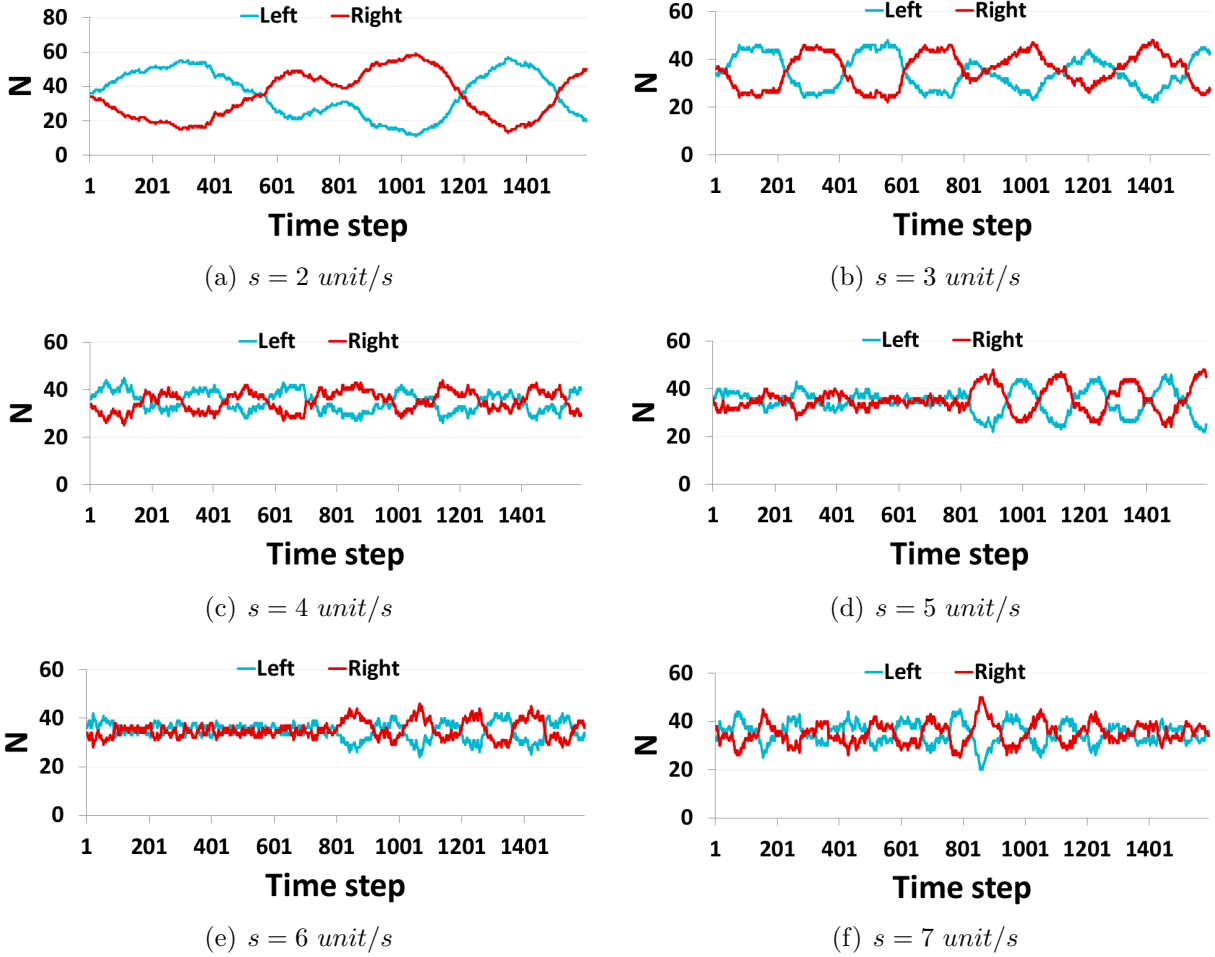 Left Right
80
60
40
20
0
N
1 201 401 601 801 1001 1201 1401
Time step
(a) s = 2 unit/s
Left Right
60
40
20
0
N
1 201 401 601 801 1001 1201 1401
Time step
(b) s = 3 unit/s
Left Right
60
40
20
0
N
1 201 401 601 801 1001 1201 1401
Time step
(c) s = 4 unit/s
Left Right
60
40
20
0
N
1 201 401 601 801 1001 1201 1401
Time step
(d) s = 5 unit/s
Left Right
60
40
20
0
N
1 201 401 601 801 1001 1201 1401
Time step
(e) s = 6 unit/s
Left Right
60
40
20
0
N
1 201 401 601 801 1001 1201 1401
Time step
(f) s = 7 unit/s